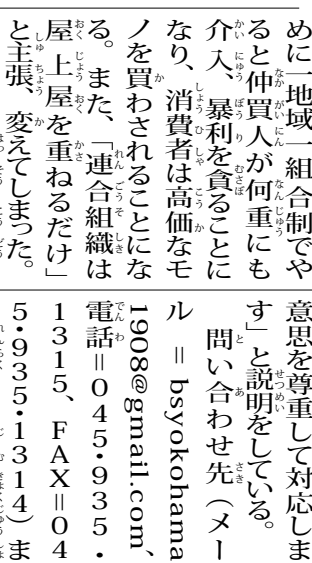 めに一地域一組合制でや
ると仲買人が何重にも
介入、暴利を貪ることに
なり、消費者は高価なモ
ノを買わされることにな
る。また、「連合組織は
屋上屋を重ねるだけ」
と主張、変えてしまった。
意思を尊重して対応しま
す」と説明をしている。
問い合わせ先（メー
ル＝bsyokohama
1908@gmail.com、
電話＝045・935・
1315、FAX＝04
5・935・1314）ま